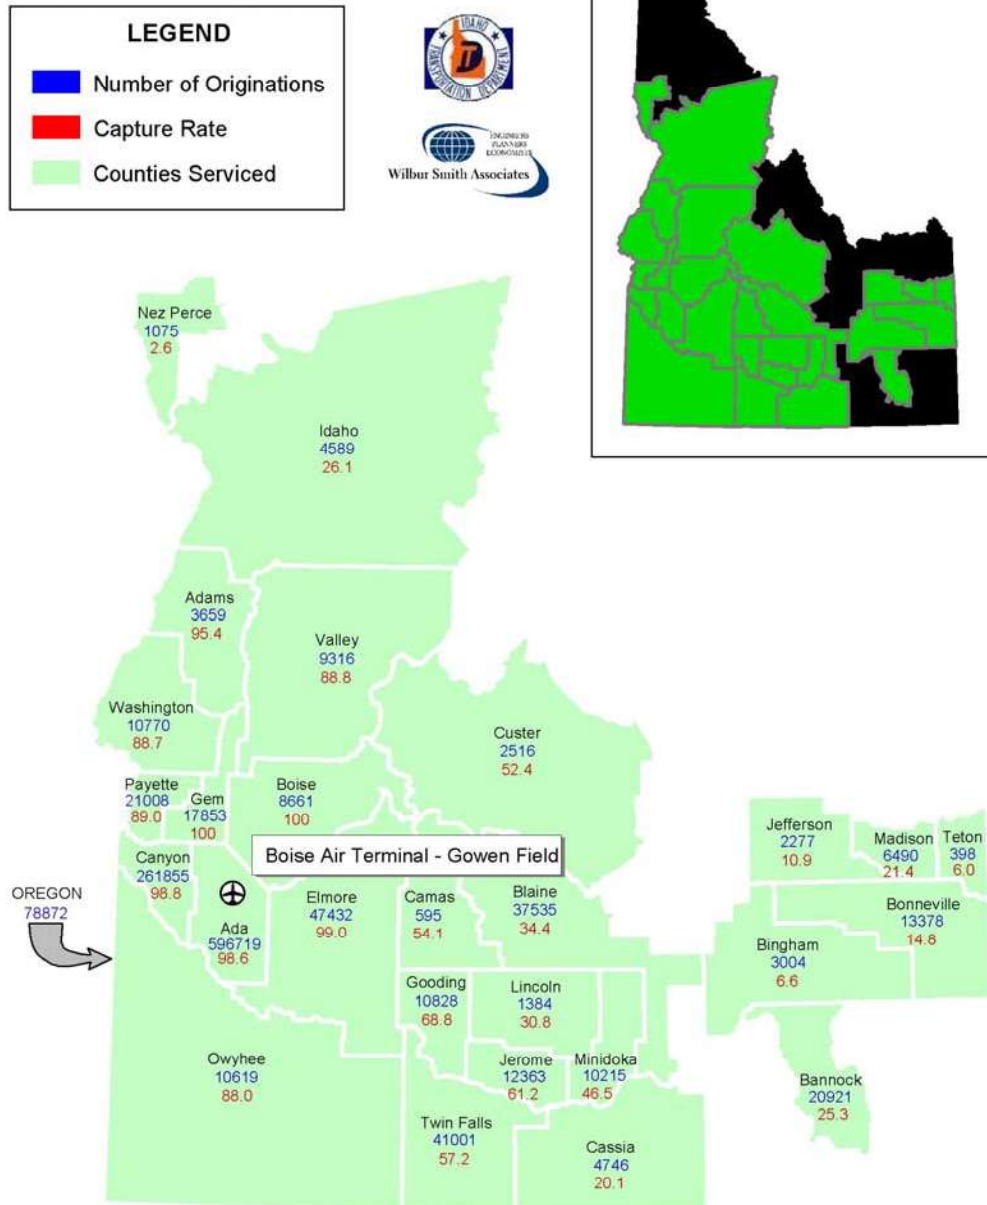 LEGEND
Number of Originations
Capture Rate
Counties Serviced
IDAHO
TRANSPORTATION DEPARTMENT
ENGINEERS
PLANNERS
ECONOMISTS
Wilbur Smith Associates
Nez Perce
1075
2.6
Idaho
4589
26.1
Adams
3659
95.4
Valley
9316
88.8
Washington
10770
88.7
Custer
2516
52.4
Payette
21008
89.0
Gem
17853
100
Boise
8661
100
Boise Air Terminal - Gowen Field
Canyon
261855
98.8
Ada
596719
98.6
Elmore
47432
99.0
Camas
595
54.1
Blaine
37535
34.4
Jefferson
2277
10.9
Madison
6490
21.4
Teton
398
6.0
Bonneville
13378
14.8
Bingham
3004
6.6
OREGON
78872
Gooding
10828
68.8
Lincoln
1384
30.8
Owyhee
10619
88.0
Jerome
12363
61.2
Minidoka
10215
46.5
Bannock
20921
25.3
Twin Falls
41001
57.2
Cassia
4746
20.1